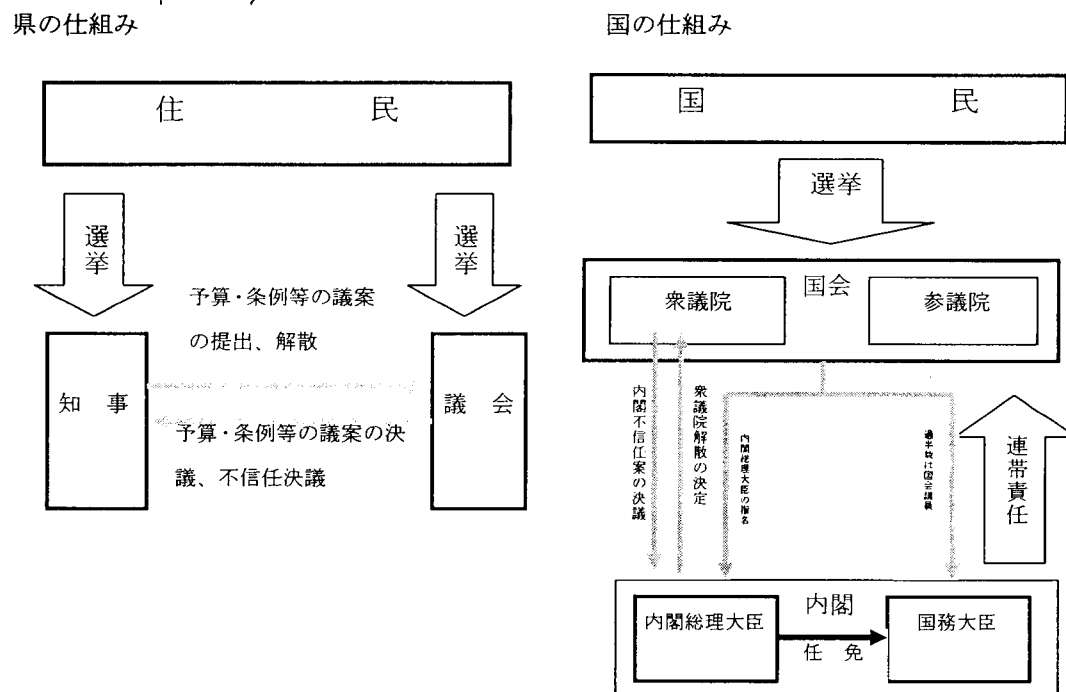 県の仕組み
住民
選挙
選挙
予算・条例等の議案
の提出、解散
知事
議会
予算・条例等の議案の決
議、不信任決議
国の仕組み
国民
選挙
国会
衆議院
参議院
内閣不信任案の決議
衆議院解散の決定
内閣総理大臣の指名
過半数は国会議員
連帯責任
内閣
内閣総理大臣
任免
国務大臣